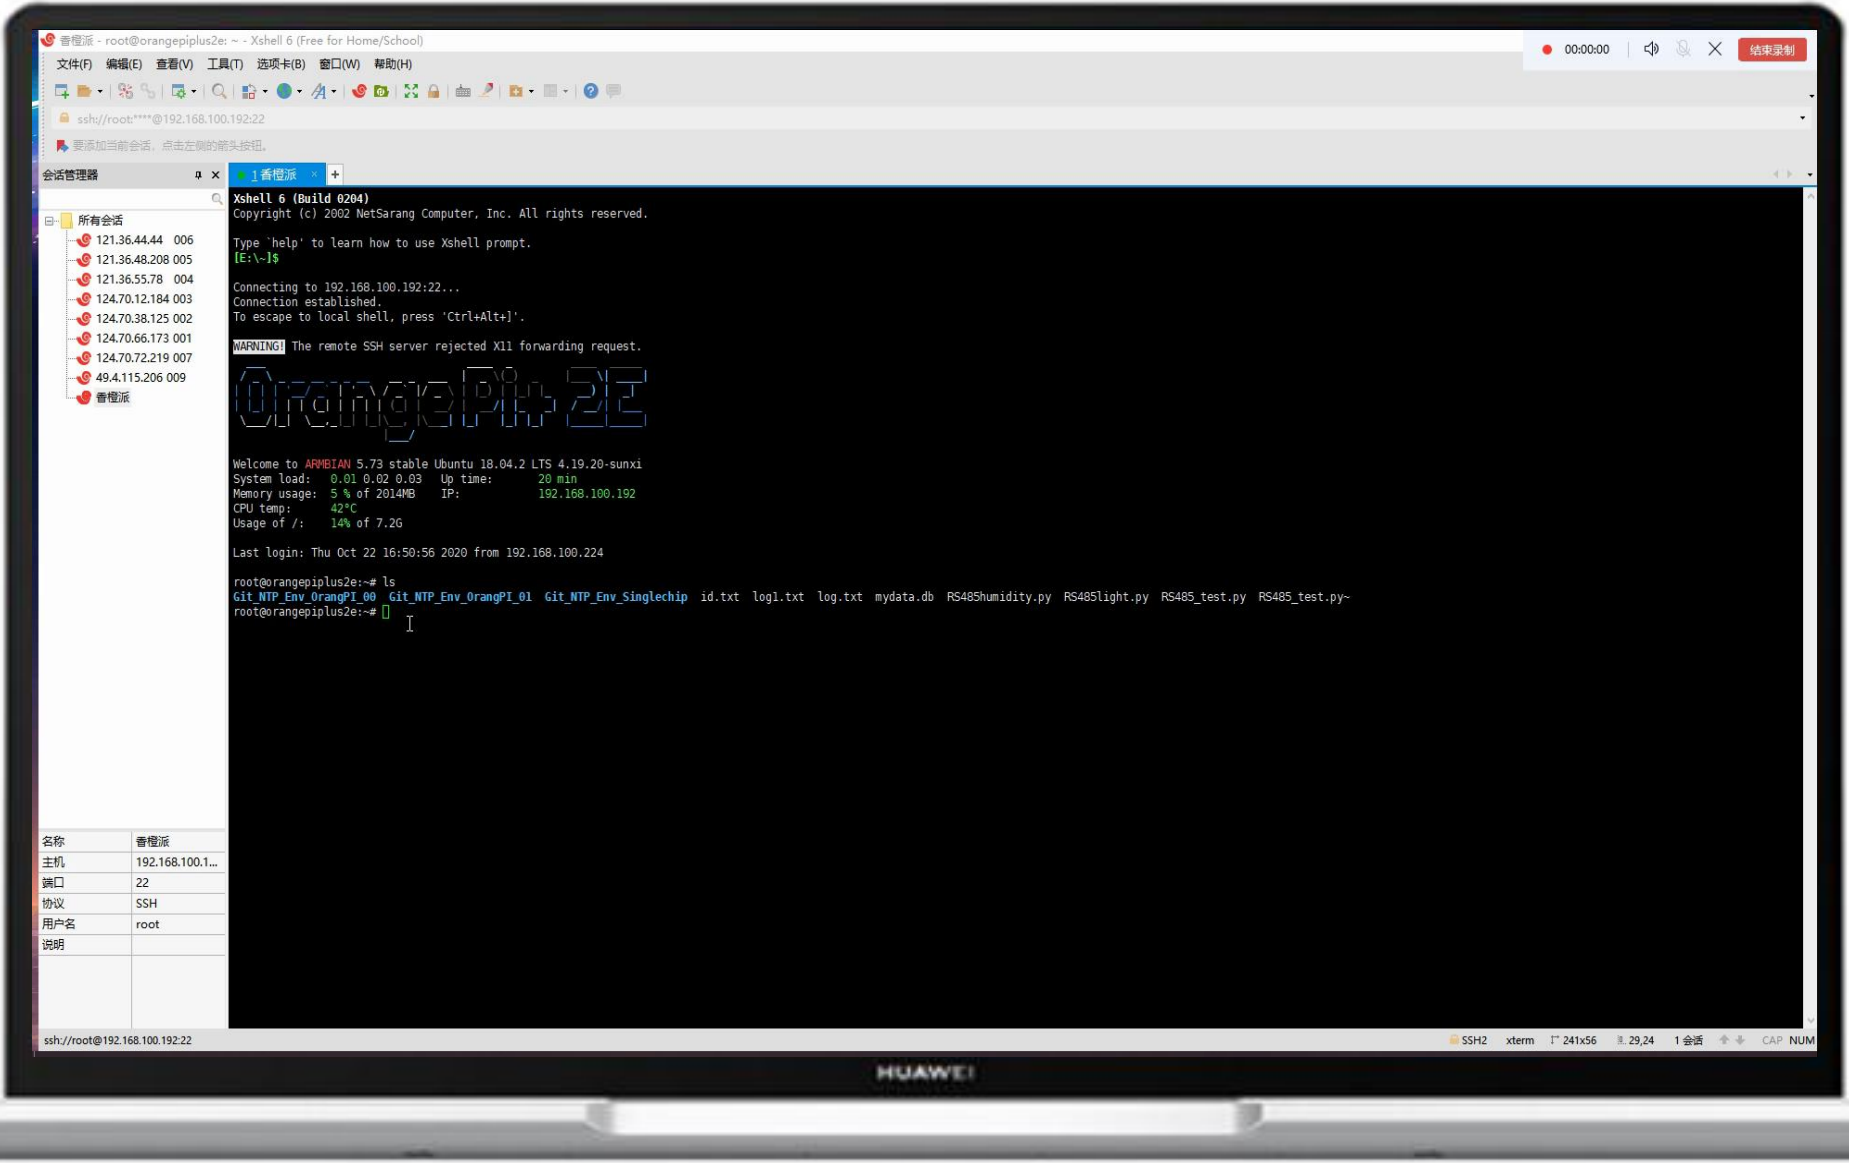 香橙派 - root@orangepiplus2e: ~ - Xshell 6 (Free for Home/School)
00:00:00
结束录制
文件(F) 编辑(E) 查看(V) 工具(T) 选项卡(B) 窗口(W) 帮助(H)
ssh://root:****@192.168.100.192:22
要添加当前会话，点击左侧的箭头按钮。
会话管理器
1 香橙派
所有会话
121.36.44.44 006
121.36.48.208 005
121.36.55.78 004
124.70.12.184 003
124.70.38.125 002
124.70.66.173 001
124.70.72.219 007
49.4.115.206 009
香橙派
Xshell 6 (Build 0204)
Copyright (c) 2002 NetSarang Computer, Inc. All rights reserved.
Type `help' to learn how to use Xshell prompt.
[E:\~]$
Connecting to 192.168.100.192:22...
Connection established.
To escape to local shell, press 'Ctrl+Alt+]'.
WARNING! The remote SSH server rejected X11 forwarding request.
OrangePi+ 2E
Welcome to ARMBIAN 5.73 stable Ubuntu 18.04.2 LTS 4.19.20-sunxi
System load: 0.01 0.02 0.03 Up time: 20 min
Memory usage: 5 % of 2014MB IP: 192.168.100.192
CPU temp: 42°C
Usage of /: 14% of 7.2G
Last login: Thu Oct 22 16:50:56 2020 from 192.168.100.224
root@orangepiplus2e:~# ls
Git_NTP_Env_OrangPI_00 Git_NTP_Env_OrangPI_01 Git_NTP_Env_Singlechip id.txt log1.txt log.txt mydata.db RS485humidity.py RS485light.py RS485_test.py RS485_test.py~
root@orangepiplus2e:~#
名称 香橙派
主机 192.168.100.1...
端口 22
协议 SSH
用户名 root
说明
ssh://root@192.168.100.192:22
SSH2 xterm 241x56 29,24 1 会话 CAP NUM
HUAWEI